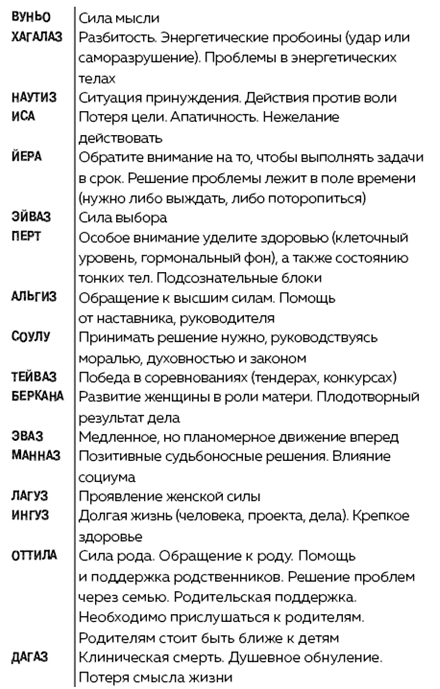 ВУНЬО Сила мысли
ХАГАЛАЗ Разбитость. Энергетические пробоины (удар или
саморазрушение). Проблемы в энергетических
телах
НАУТИЗ Ситуация принуждения. Действия против воли
ИСА Потеря цели. Апатичность. Нежелание
действовать
ЙЕРА Обратите внимание на то, чтобы выполнять задачи
в срок. Решение проблемы лежит в поле времени
(нужно либо выждать, либо поторопиться)
ЭЙВАЗ Сила выбора
ПЕРТ Особое внимание уделите здоровью (клеточный
уровень, гормональный фон), а также состоянию
тонких тел. Подсознательные блоки
АЛЬГИЗ Обращение к высшим силам. Помощь
от наставника, руководителя
СОУЛУ Принимать решение нужно, руководствуясь
моралью, духовностью и законом
ТЕЙВАЗ Победа в соревнованиях (тендерах, конкурсах)
БЕРКАНА Развитие женщины в роли матери. Плодотворный
результат дела
ЭВАЗ Медленное, но планомерное движение вперед
МАННАЗ Позитивные судьбоносные решения. Влияние
социума
ЛАГУЗ Проявление женской силы
ИНГУЗ Долгая жизнь (человека, проекта, дела). Крепкое
здоровье
ОТТИЛА Сила рода. Обращение к роду. Помощь
и поддержка родственников. Решение проблем
через семью. Родительская поддержка.
Необходимо прислушаться к родителям.
Родителям стоит быть ближе к детям
ДАГАЗ Клиническая смерть. Душевное обнуление.
Потеря смысла жизни